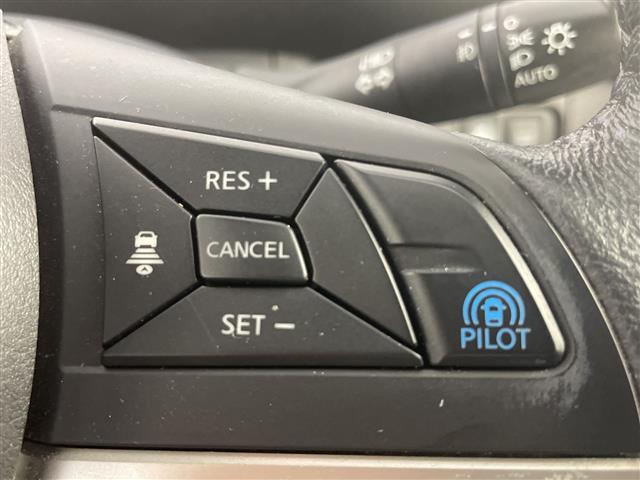 AUTO
RES +
CANCEL
SET −
PILOT